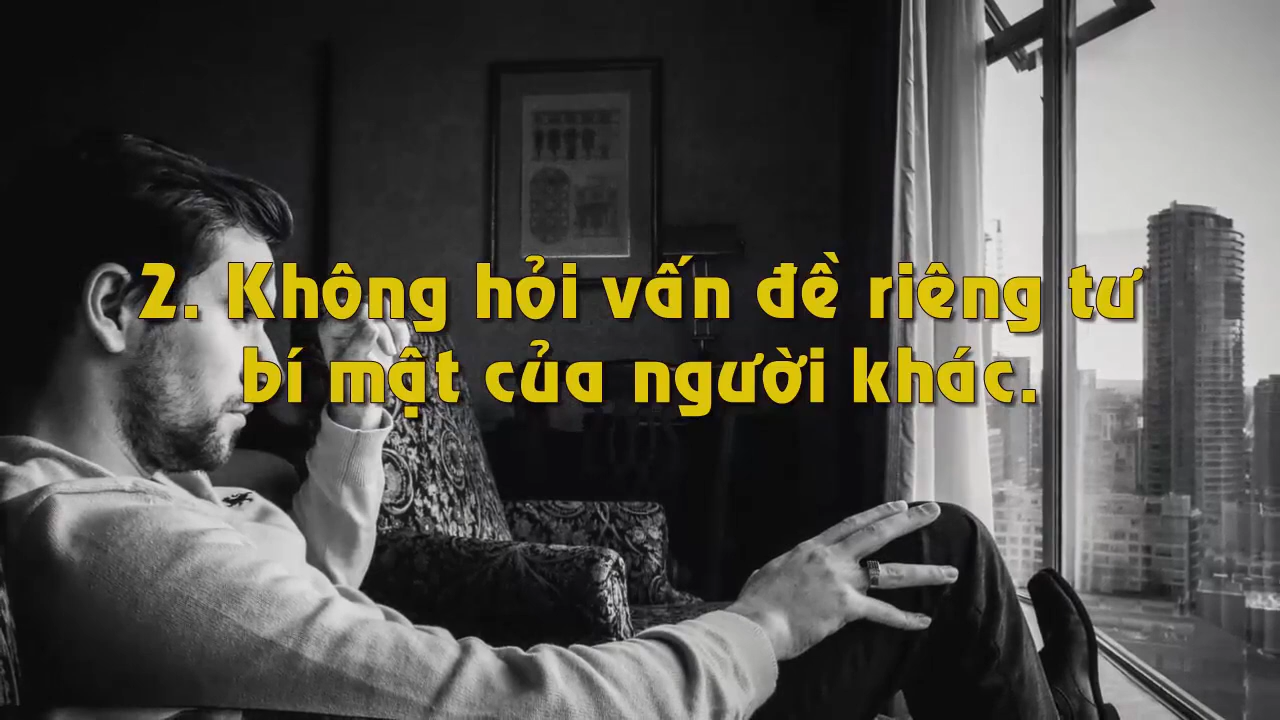 2. Không hỏi vấn đề riêng tư
bí mật của người khác.